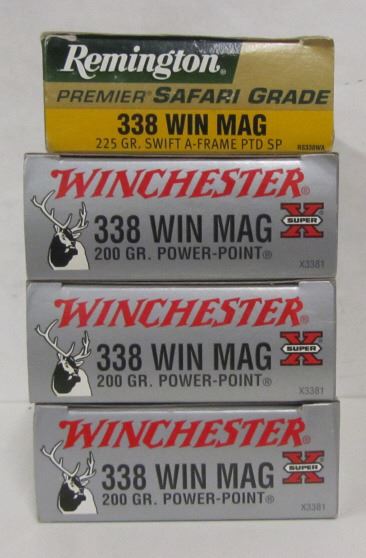 Remington®
PREMIER® SAFARI GRADE
338 WIN MAG
225 GR. SWIFT A-FRAME PTD SP
RS338WA
WINCHESTER®
338 WIN MAG
SUPER X
200 GR. POWER-POINT®
X3381
WINCHESTER®
338 WIN MAG
SUPER X
200 GR. POWER-POINT®
X3381
WINCHESTER®
338 WIN MAG
SUPER X
200 GR. POWER-POINT®
X3381